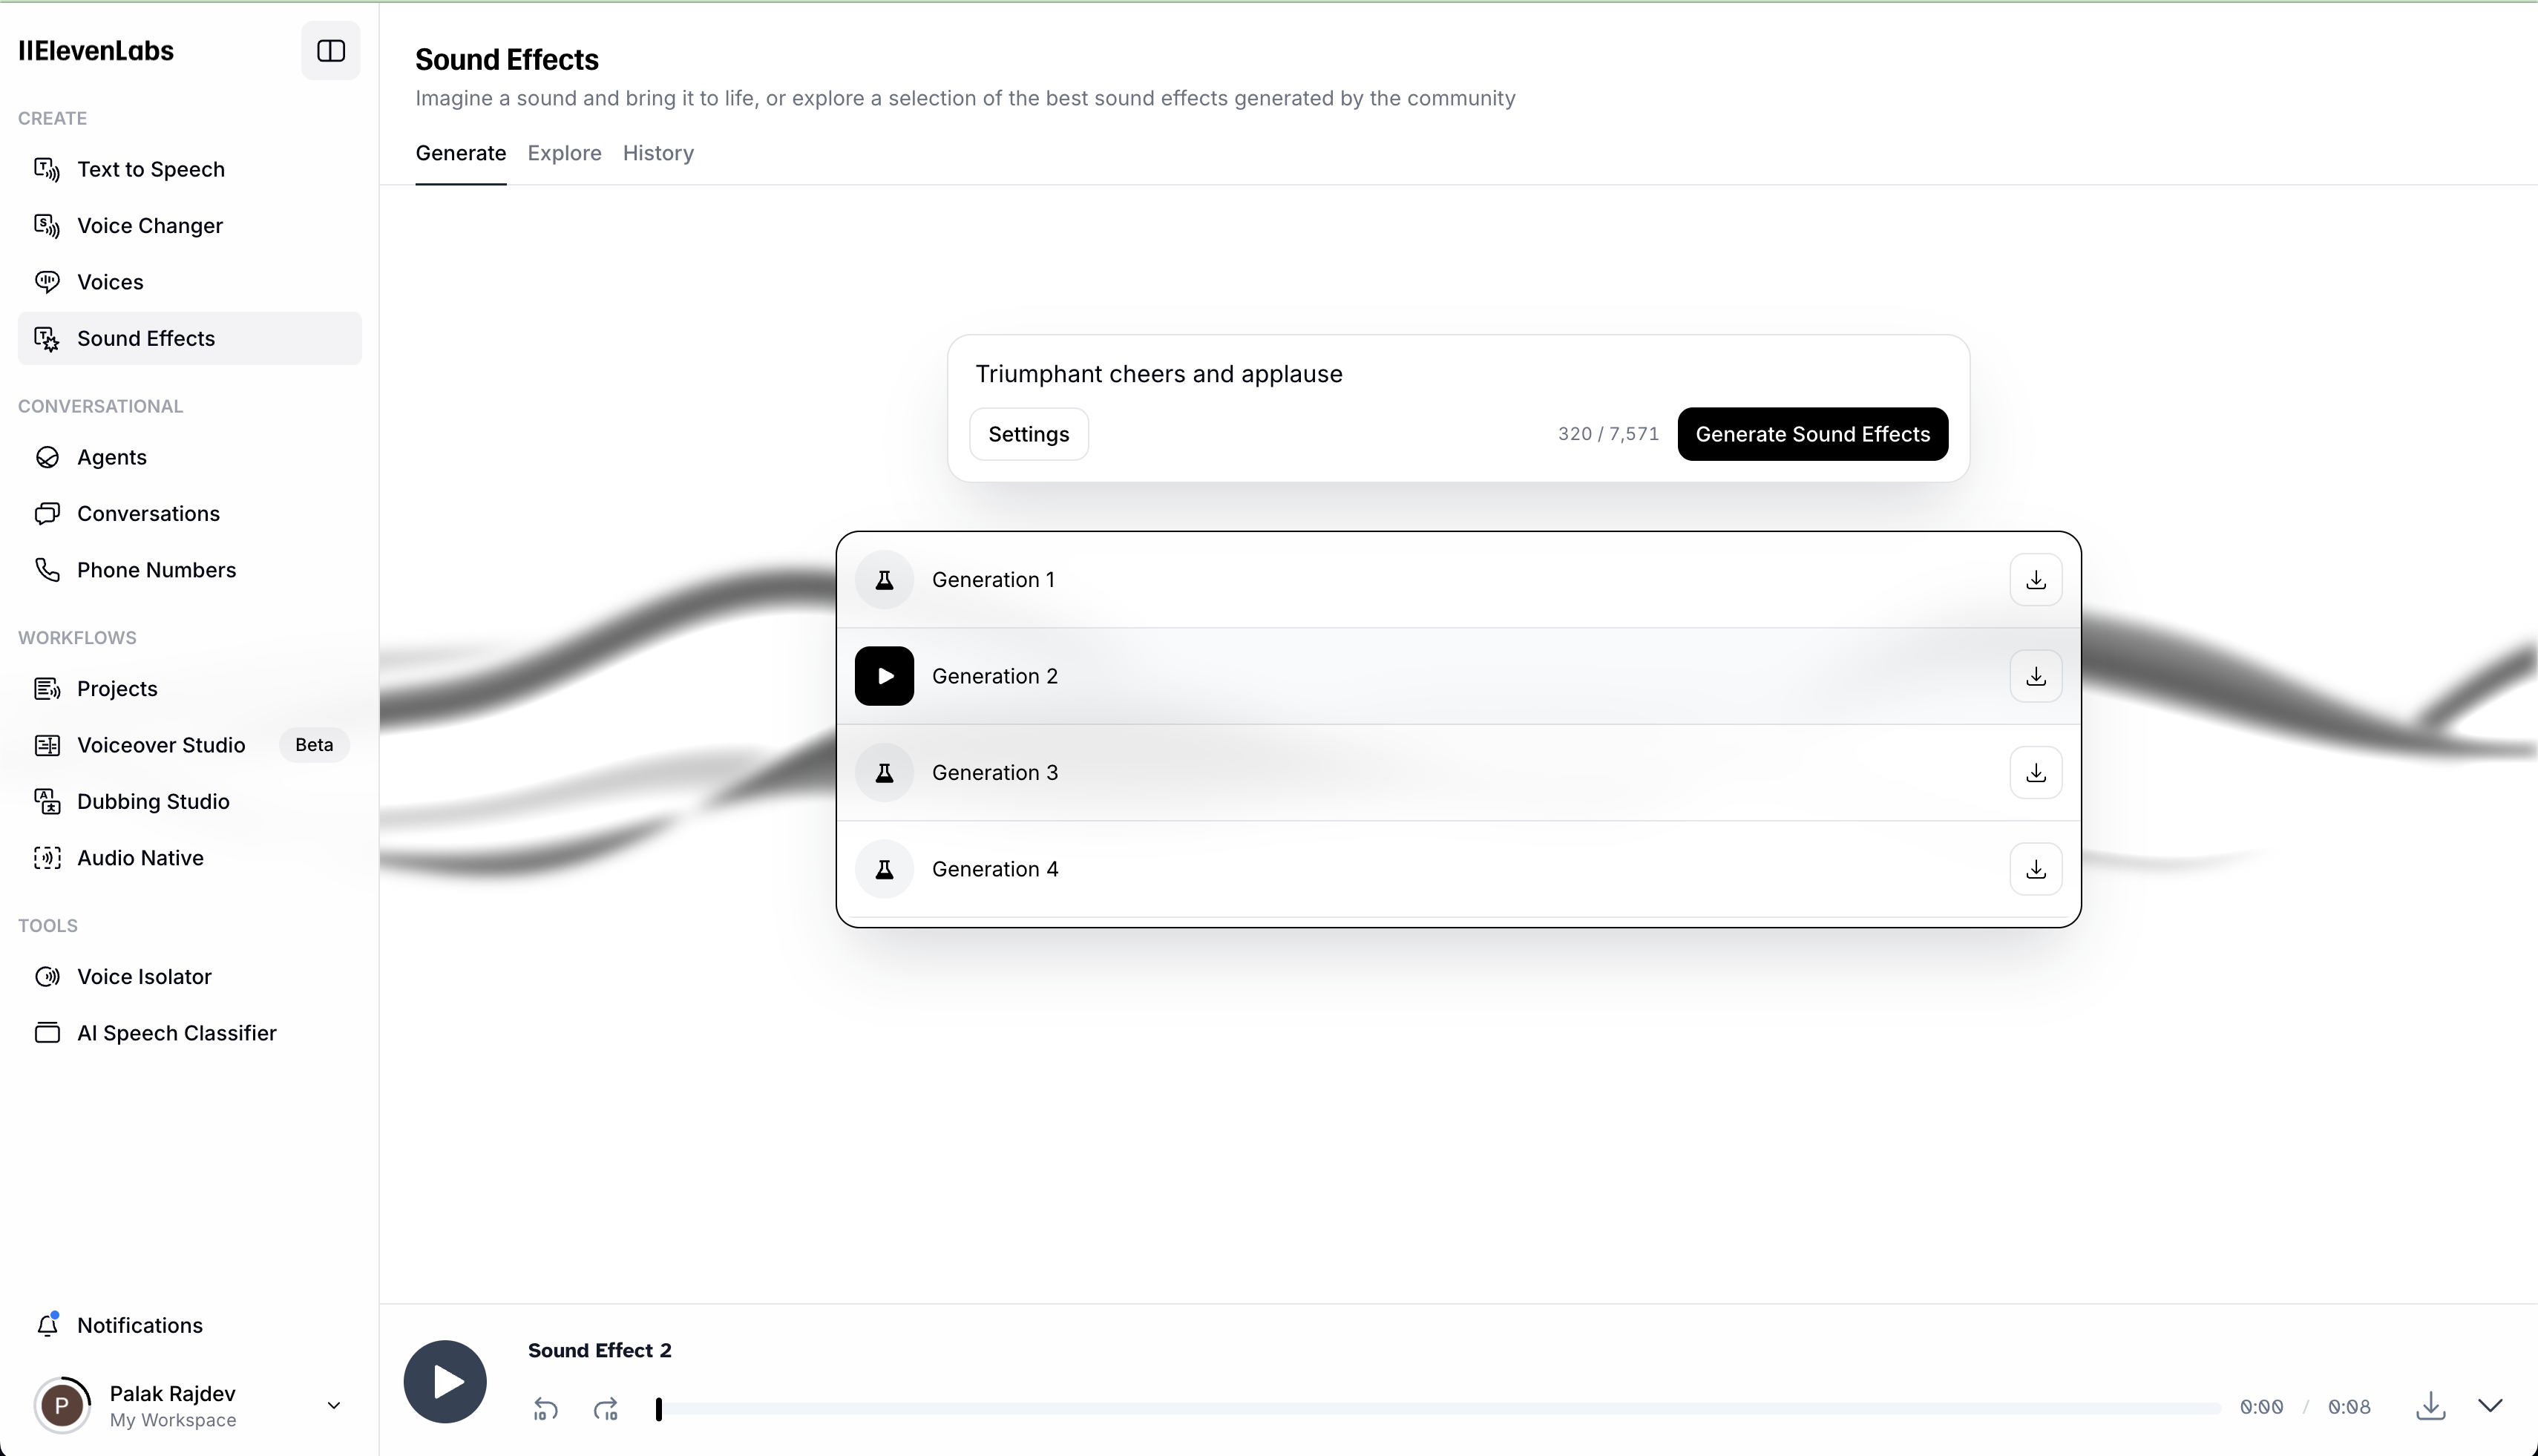 IIElevenLabs
CREATE
Text to Speech
Voice Changer
Voices
Sound Effects
CONVERSATIONAL
Agents
Conversations
Phone Numbers
WORKFLOWS
Projects
Voiceover Studio Beta
Dubbing Studio
Audio Native
TOOLS
Voice Isolator
AI Speech Classifier
Notifications
P
Palak Rajdev
My Workspace
Sound Effects
Imagine a sound and bring it to life, or explore a selection of the best sound effects generated by the community
Generate Explore History
Triumphant cheers and applause
Settings 320 / 7,571 Generate Sound Effects
Generation 1
Generation 2
Generation 3
Generation 4
Sound Effect 2
10 10 0:00 / 0:08